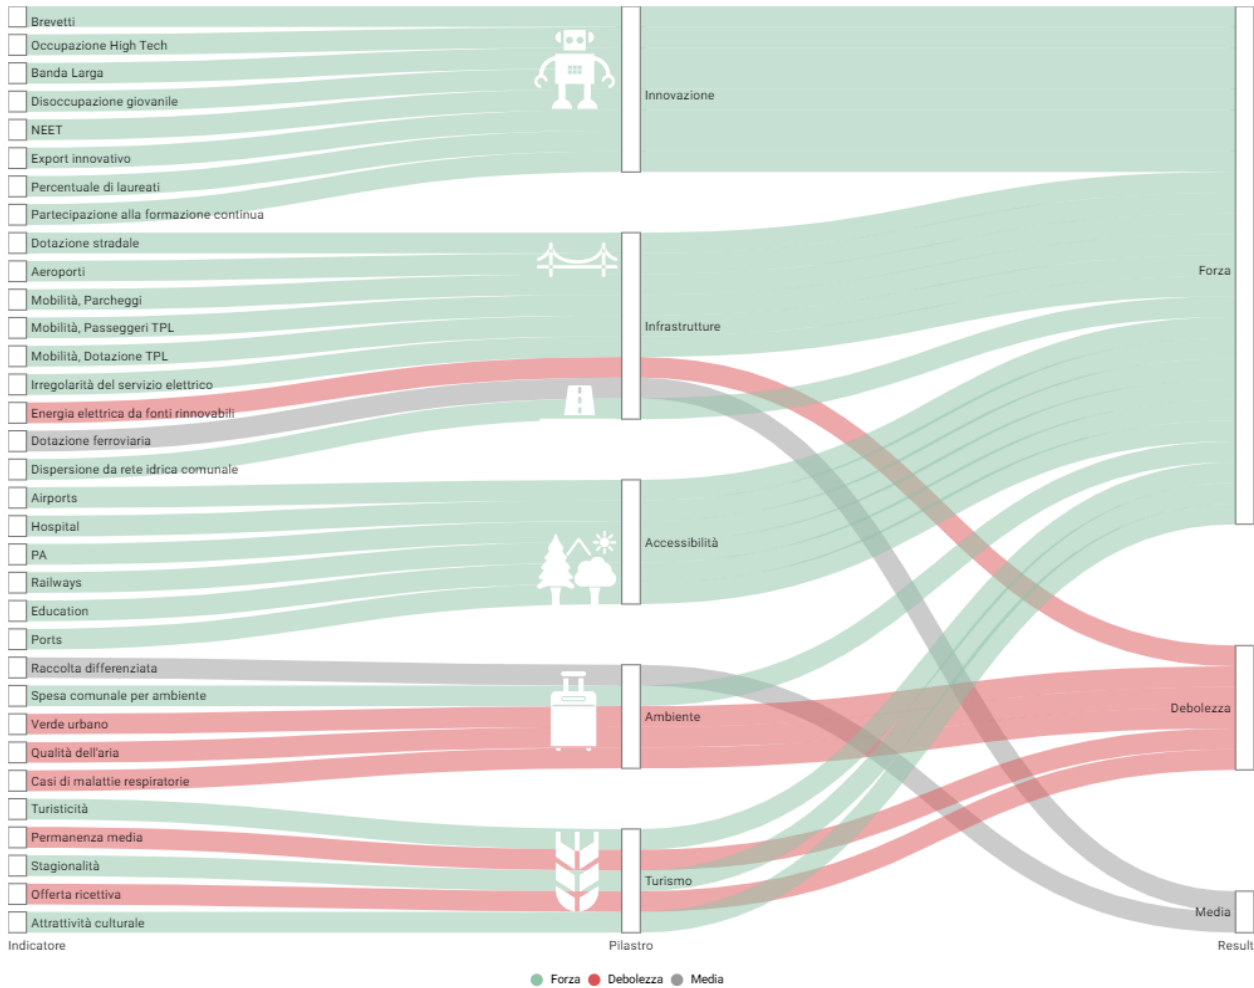 Brevetti
Occupazione High Tech
Banda Larga
Disoccupazione giovanile
NEET
Export innovativo
Percentuale di laureati
Partecipazione alla formazione continua
Dotazione stradale
Aeroporti
Mobilità, Parcheggi
Mobilità, Passeggeri TPL
Mobilità, Dotazione TPL
Irregolarità del servizio elettrico
Energia elettrica da fonti rinnovabili
Dotazione ferroviaria
Dispersione da rete idrica comunale
Airports
Hospital
PA
Railways
Education
Ports
Raccolta differenziata
Spesa comunale per ambiente
Verde urbano
Qualità dell'aria
Casi di malattie respiratorie
Turisticità
Permanenza media
Stagionalità
Offerta ricettiva
Attrattività culturale
Indicatore
Innovazione
Infrastrutture
Accessibilità
Ambiente
Turismo
Pilastro
Forza
Debolezza
Media
Result
Forza Debolezza Media